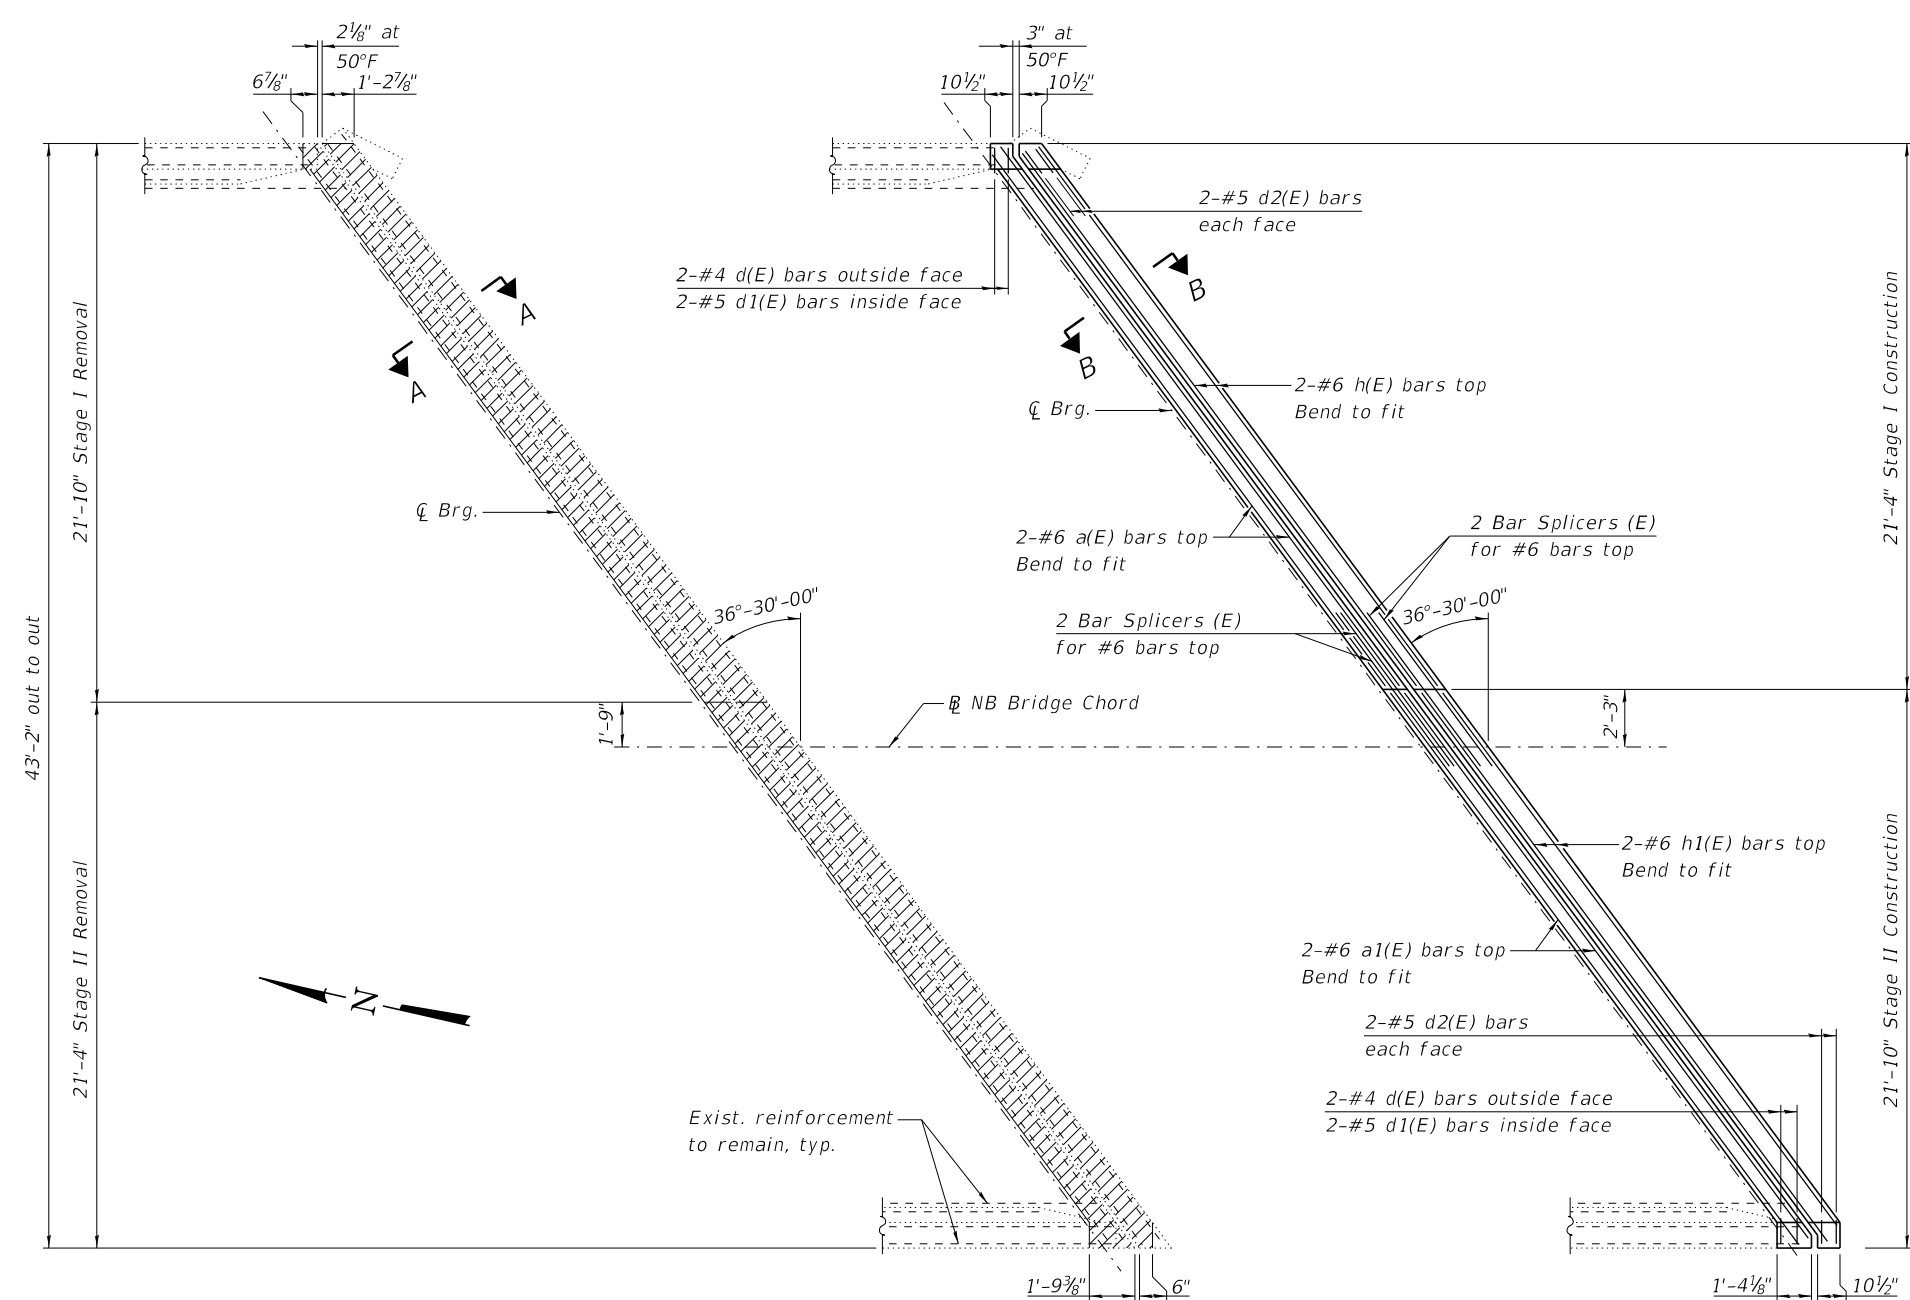 2⅛" at
50°F
6⅞"
1'-2⅞"
3" at
50°F
10½"
10½"
2-#5 d2(E) bars
each face
2-#4 d(E) bars outside face
2-#5 d1(E) bars inside face
A
A
B
B
21'-10" Stage I Removal
21'-4" Stage I Construction
2-#6 h(E) bars top
Bend to fit
℄ Brg.
℄ Brg.
2-#6 a(E) bars top
Bend to fit
2 Bar Splicers (E)
for #6 bars top
36°-30'-00"
36°-30'-00"
2 Bar Splicers (E)
for #6 bars top
43'-2" out to out
1'-9"
BL NB Bridge Chord
2'-3"
2-#6 h1(E) bars top
Bend to fit
21'-4" Stage II Removal
21'-10" Stage II Construction
2-#6 a1(E) bars top
Bend to fit
N
2-#5 d2(E) bars
each face
2-#4 d(E) bars outside face
2-#5 d1(E) bars inside face
Exist. reinforcement
to remain, typ.
1'-9⅜"
6"
1'-4⅛"
10½"